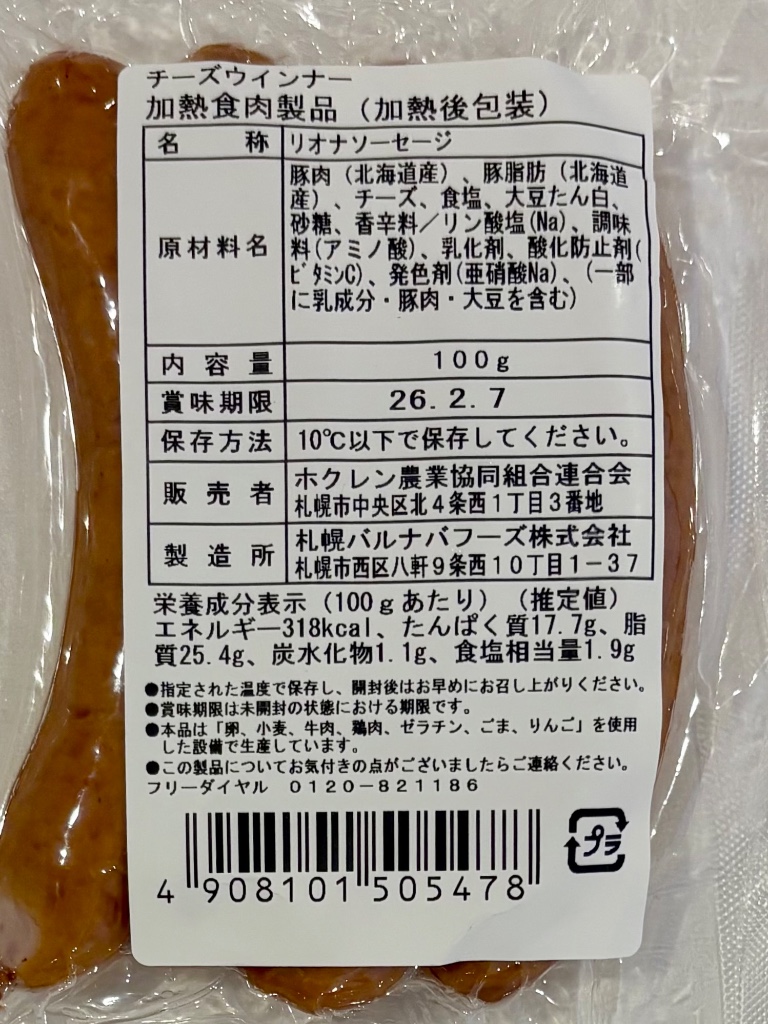 チーズウインナー
加熱食肉製品（加熱後包装）
名称 リオナソーセージ
原材料名 豚肉（北海道産）、豚脂肪（北海道
産）、チーズ、食塩、大豆たん白、
砂糖、香辛料／リン酸塩(Na)、調味
料(アミノ酸)、乳化剤、酸化防止剤(
ビタミンC)、発色剤(亜硝酸Na)、（一部
に乳成分・豚肉・大豆を含む）
内容量 100g
賞味期限 26.2.7
保存方法 10℃以下で保存してください。
販売者 ホクレン農業協同組合連合会
札幌市中央区北４条西１丁目３番地
製造所 札幌バルナバフーズ株式会社
札幌市西区八軒９条西１０丁目１－３７
栄養成分表示（100gあたり）（推定値）
エネルギー318kcal、たんぱく質17.7g、脂
質25.4g、炭水化物1.1g、食塩相当量1.9g
●指定された温度で保存し、開封後はお早めにお召し上がりください。
●賞味期限は未開封の状態における期限です。
●本品は「卵、小麦、牛肉、鶏肉、ゼラチン、ごま、りんご」を使用
した設備で生産しています。
●この製品についてお気付きの点がございましたらご連絡ください。
フリーダイヤル ０１２０－８２１１８６
プラ
4 908101 505478